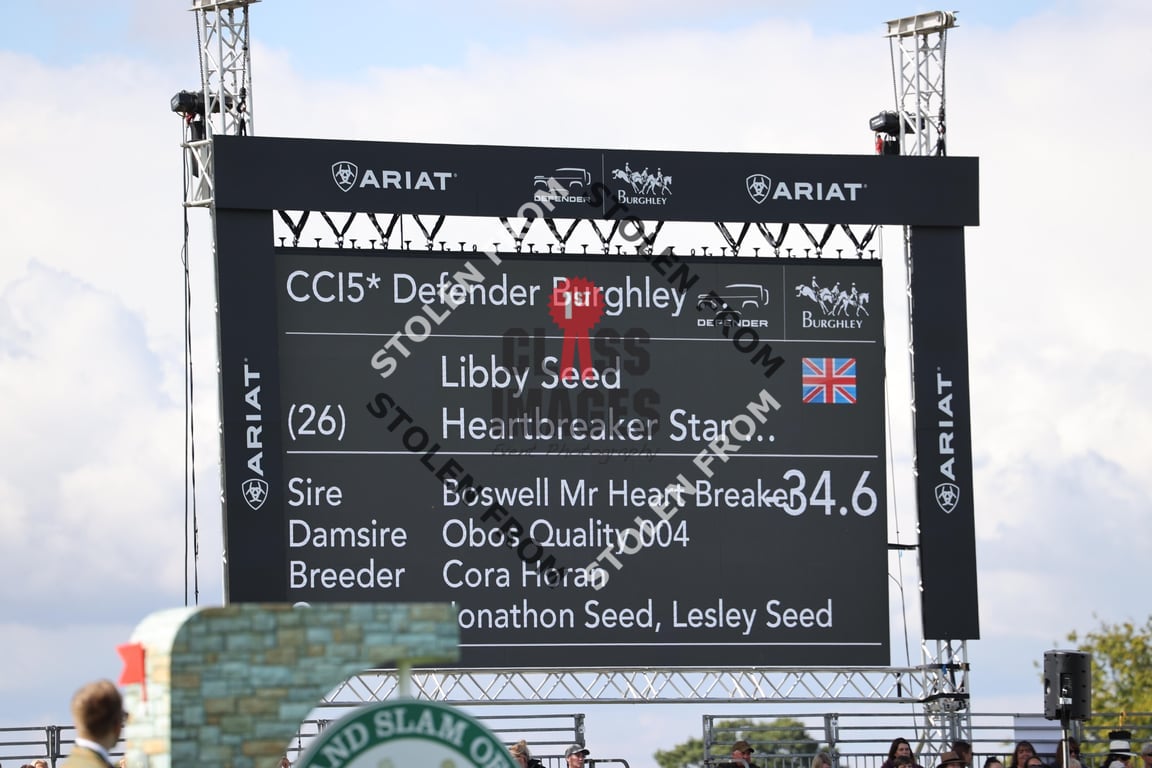 ARIAT
DEFENDER
BURGHLEY
ARIAT
CCI5* Defender Burghley
DEFENDER
BURGHLEY
Libby Seed
(26) Heartbreaker Star ...
Sire Boswell Mr Heart Breaker -34.6
Damsire Obos Quality 004
Breeder Cora Horan
Jonathon Seed, Lesley Seed
ARIAT
ARIAT
1ST
CLASS
IMAGES
STOLEN FROM
STOLEN FROM
STOLEN FROM
STOLEN FROM
AND SLAM OF